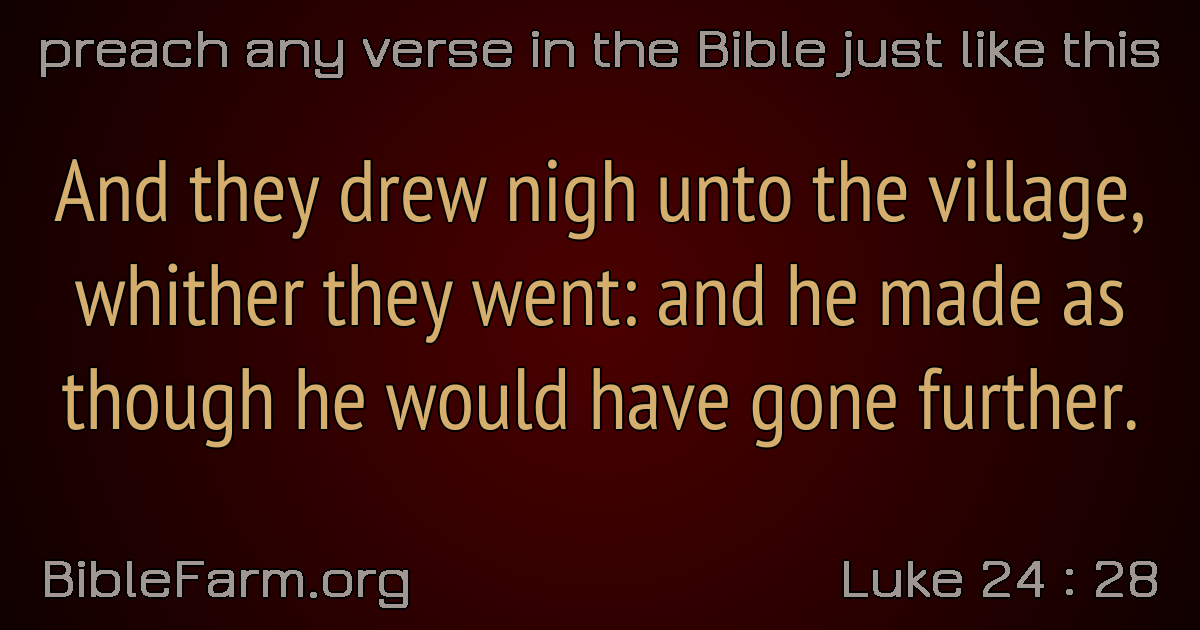 preach any verse in the Bible just like this
And they drew nigh unto the village,
whither they went: and he made as
though he would have gone further.
BibleFarm.org
Luke 24 : 28